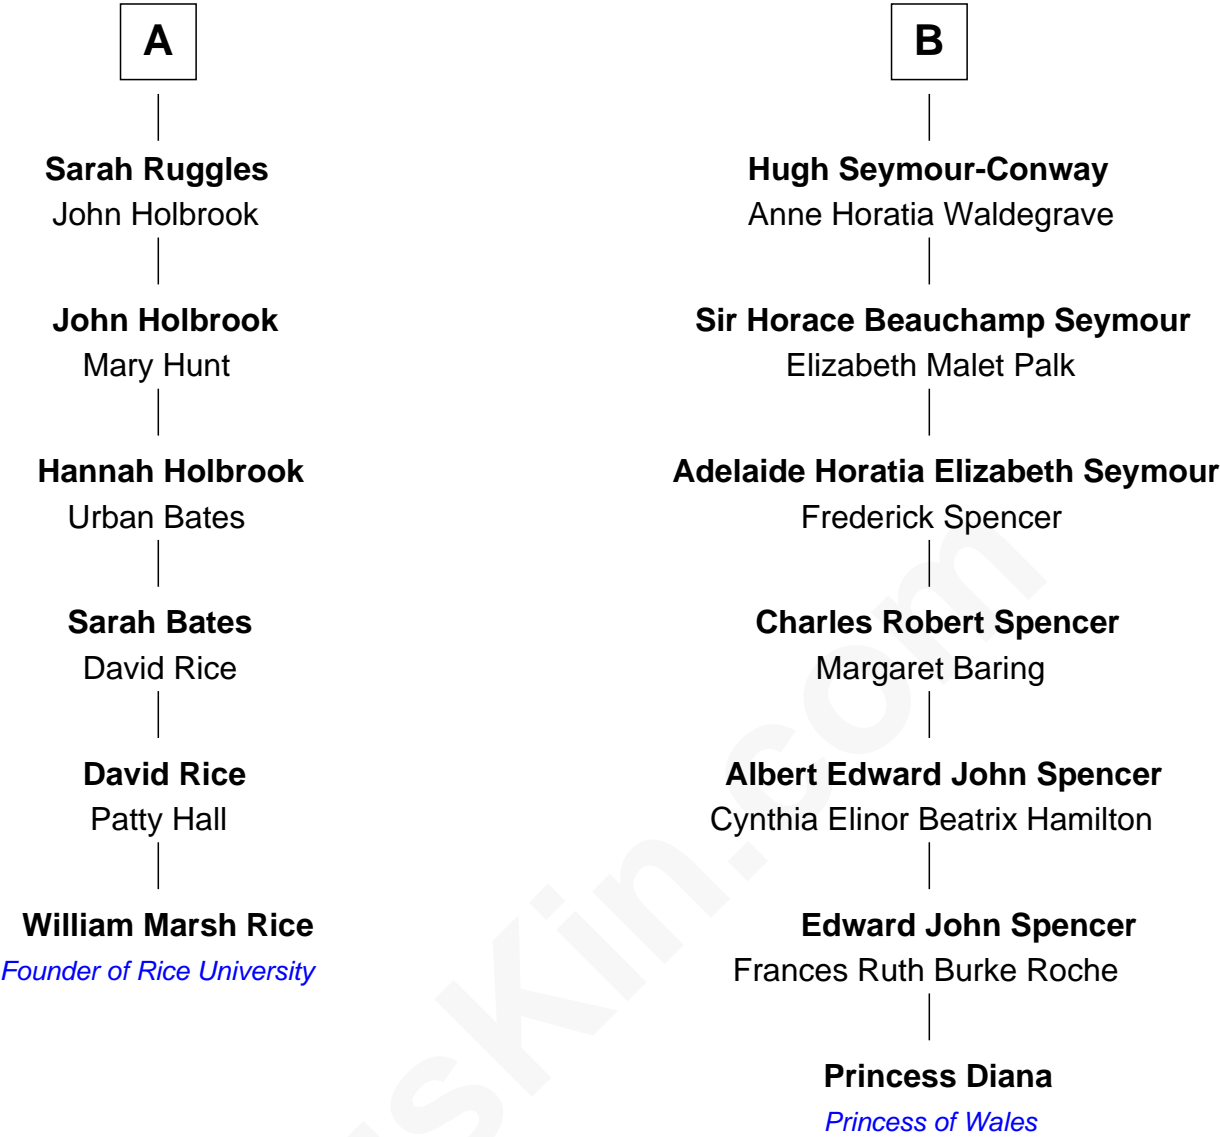 A
Sarah Ruggles
John Holbrook
John Holbrook
Mary Hunt
Hannah Holbrook
Urban Bates
Sarah Bates
David Rice
David Rice
Patty Hall
William Marsh Rice
Founder of Rice University
B
Hugh Seymour-Conway
Anne Horatia Waldegrave
Sir Horace Beauchamp Seymour
Elizabeth Malet Palk
Adelaide Horatia Elizabeth Seymour
Frederick Spencer
Charles Robert Spencer
Margaret Baring
Albert Edward John Spencer
Cynthia Elinor Beatrix Hamilton
Edward John Spencer
Frances Ruth Burke Roche
Princess Diana
Princess of Wales